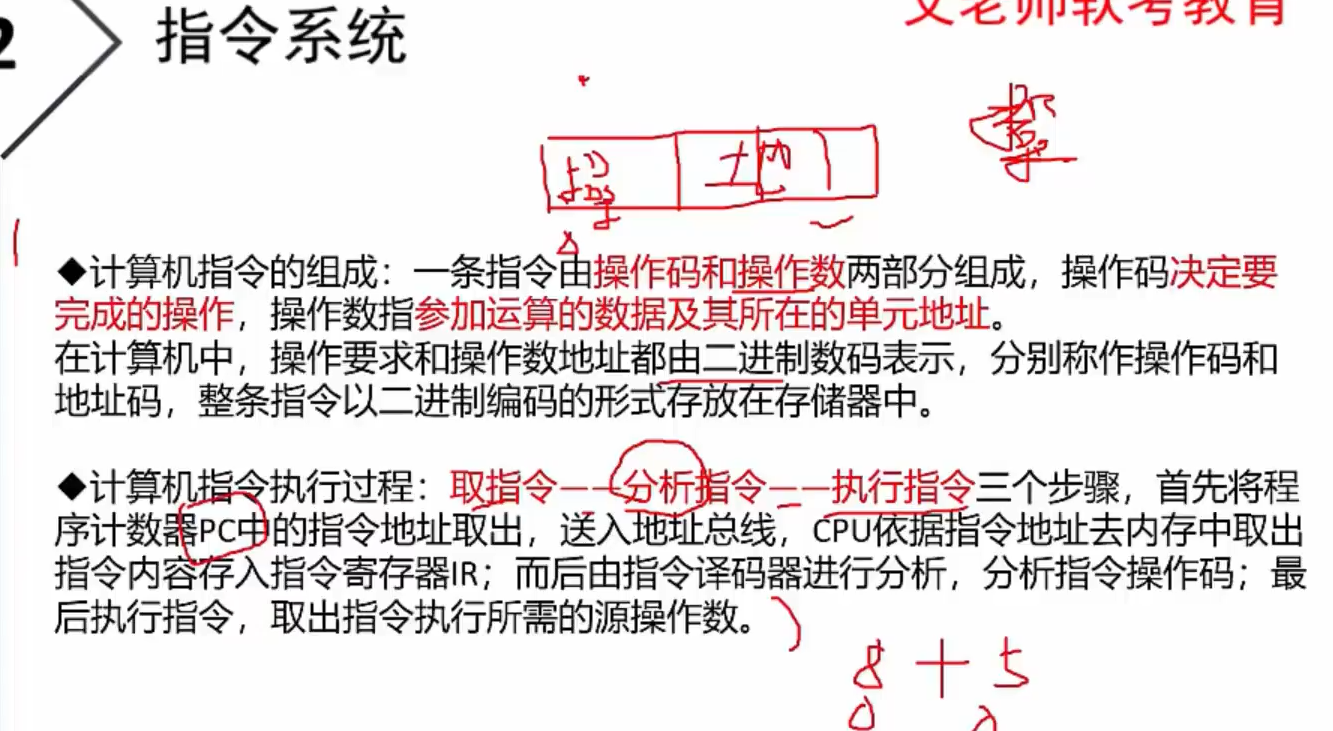 2
指令系统
文老师软考教育
◆计算机指令的组成：一条指令由操作码和操作数两部分组成，操作码决定要
完成的操作，操作数指参加运算的数据及其所在的单元地址。
在计算机中，操作要求和操作数地址都由二进制数码表示，分别称作操作码和
地址码，整条指令以二进制编码的形式存放在存储器中。
◆计算机指令执行过程：取指令——分析指令——执行指令三个步骤，首先将程
序计数器PC中的指令地址取出，送入地址总线，CPU依据指令地址去内存中取出
指令内容存入指令寄存器IR；而后由指令译码器进行分析，分析指令操作码；最
后执行指令，取出指令执行所需的源操作数。
8+5